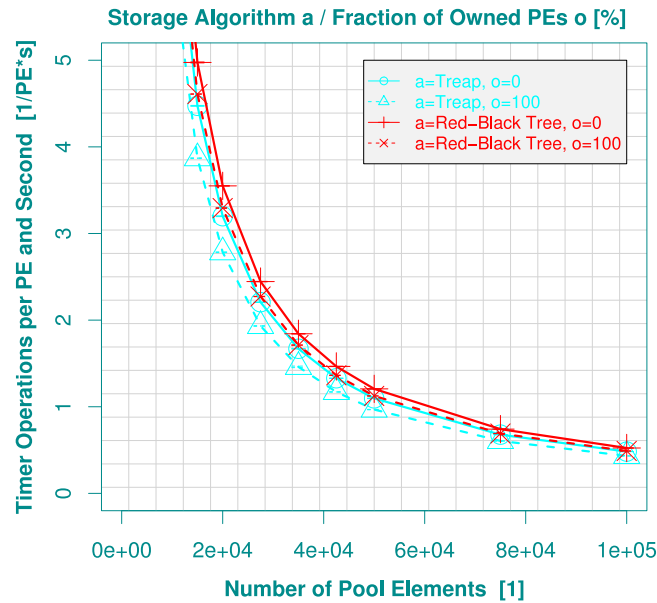 Storage Algorithm a / Fraction of Owned PEs o [%]
Timer Operations per PE and Second [1/PE*s]
5
4
3
2
1
0
a=Treap, o=0
a=Treap, o=100
a=Red−Black Tree, o=0
a=Red−Black Tree, o=100
0e+00 2e+04 4e+04 6e+04 8e+04 1e+05
Number of Pool Elements [1]